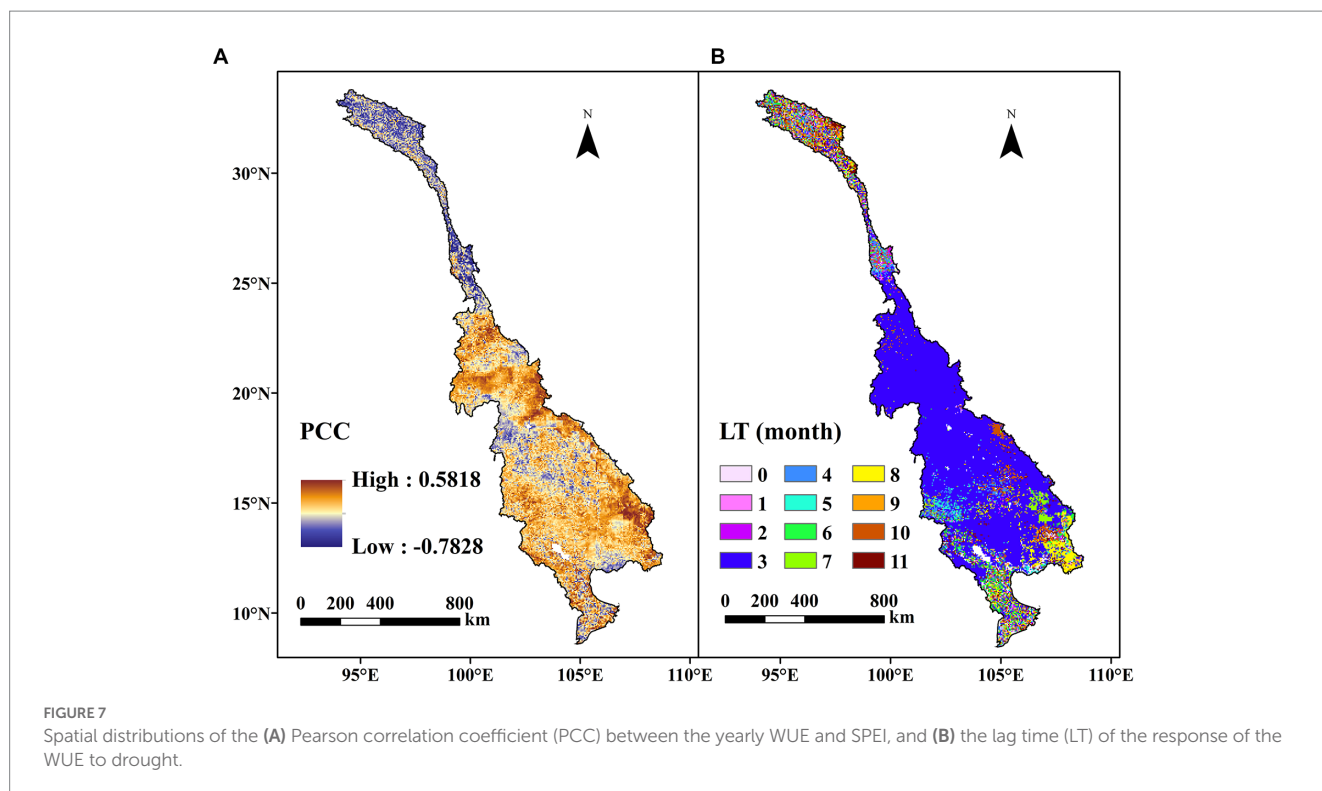 A
B
N
N
30°N
25°N
20°N
15°N
10°N
PCC
High : 0.5818
Low : -0.7828
0 200 400 800
km
LT (month)
0 4 8
1 5 9
2 6 10
3 7 11
0 200 400 800
km
95°E 100°E 105°E 110°E
95°E 100°E 105°E 110°E
FIGURE 7
Spatial distributions of the (A) Pearson correlation coefficient (PCC) between the yearly WUE and SPEI, and (B) the lag time (LT) of the response of the
WUE to drought.